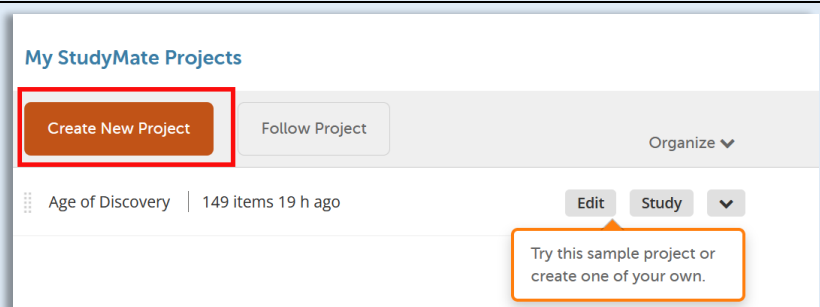 My StudyMate Projects
Create New Project
Follow Project
Organize
Age of Discovery
149 items 19 h ago
Edit
Study
Try this sample project or
create one of your own.